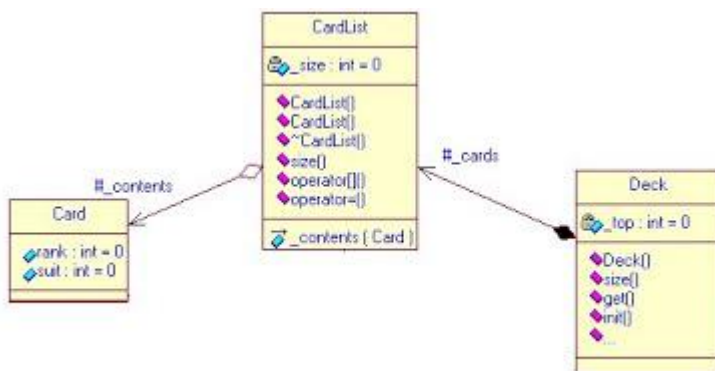 CardList
_size : int = 0
CardList()
CardList()
~CardList()
size()
operator[]()
operator=()
_contents ( Card )
#_contents
#_cards
Card
rank : int = 0
suit : int = 0
Deck
_top : int = 0
Deck()
size()
get()
init()
...